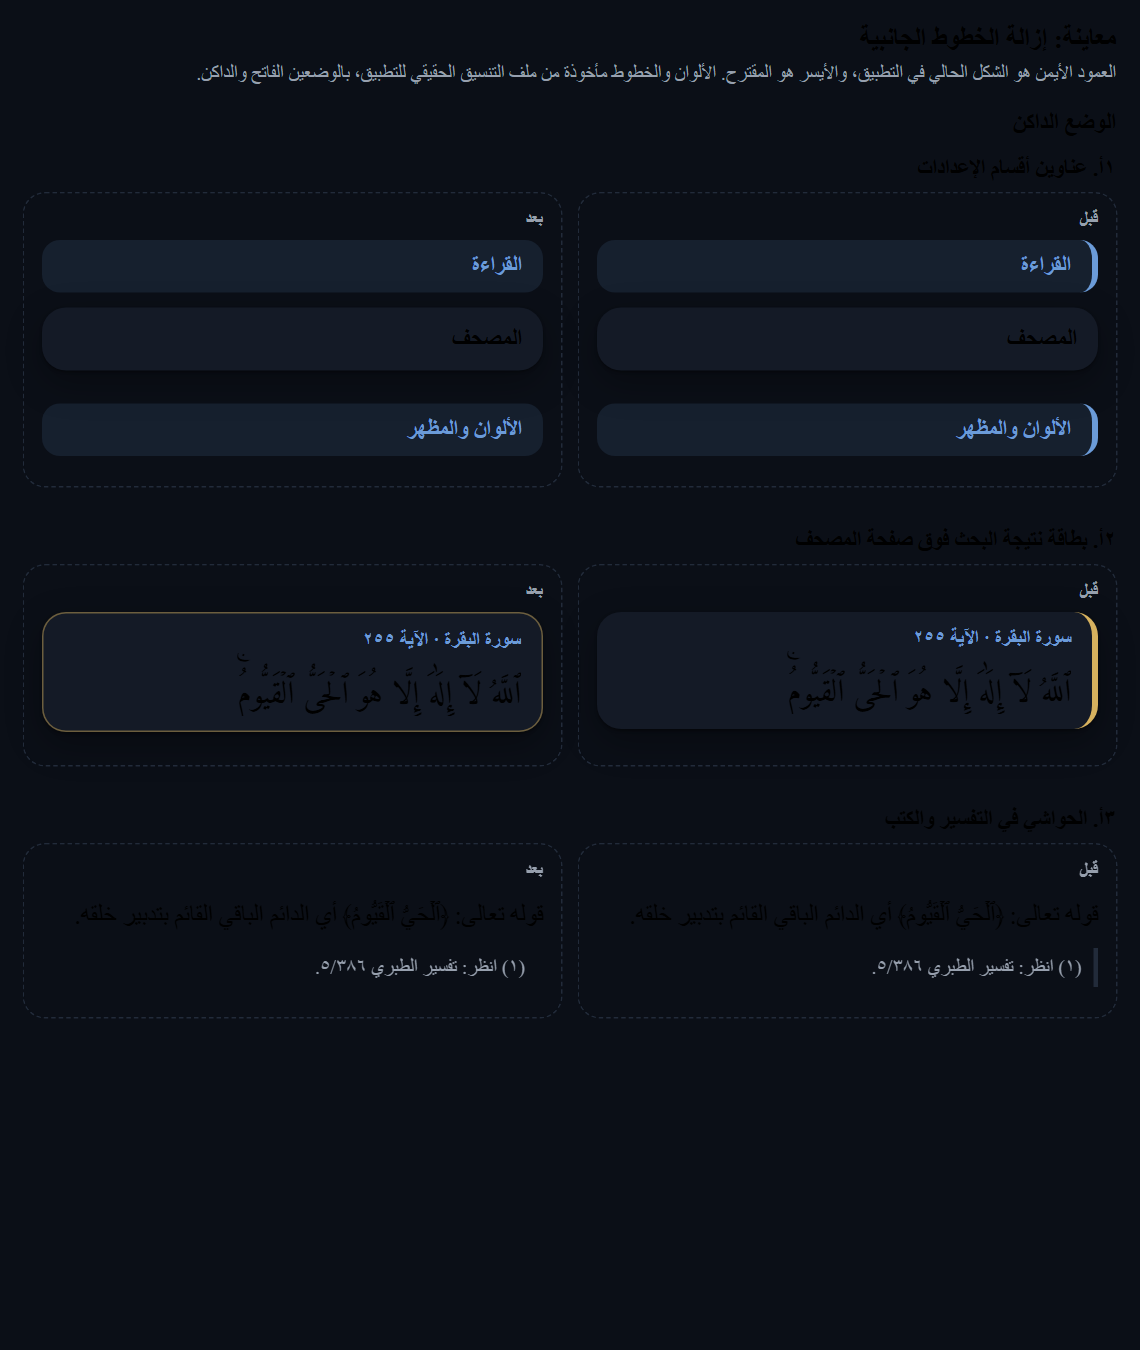 معاينة: إزالة الخطوط الجانبية
العمود الأيمن هو الشكل الحالي في التطبيق، والأيسر هو المقترح. الألوان والخطوط مأخوذة من ملف التنسيق الحقيقي للتطبيق، بالوضعين الفاتح والداكن.
الوضع الداكن
١أ. عناوين أقسام الإعدادات
قبل
القراءة
المصحف
الألوان والمظهر
بعد
القراءة
المصحف
الألوان والمظهر
٢أ. بطاقة نتيجة البحث فوق صفحة المصحف
قبل
سورة البقرة · الآية ٢٥٥
ٱللَّهُ لَآ إِلَٰهَ إِلَّا هُوَ ٱلْحَىُّ ٱلْقَيُّومُ ۚ
بعد
سورة البقرة · الآية ٢٥٥
ٱللَّهُ لَآ إِلَٰهَ إِلَّا هُوَ ٱلْحَىُّ ٱلْقَيُّومُ ۚ
٣أ. الحواشي في التفسير والكتب
قبل
قوله تعالى: ﴿ٱلْحَيُّ ٱلْقَيُّومُ﴾ أي الدائم الباقي القائم بتدبير خلقه.
(١) انظر: تفسير الطبري ٥/٣٨٦.
بعد
قوله تعالى: ﴿ٱلْحَيُّ ٱلْقَيُّومُ﴾ أي الدائم الباقي القائم بتدبير خلقه.
(١) انظر: تفسير الطبري ٥/٣٨٦.